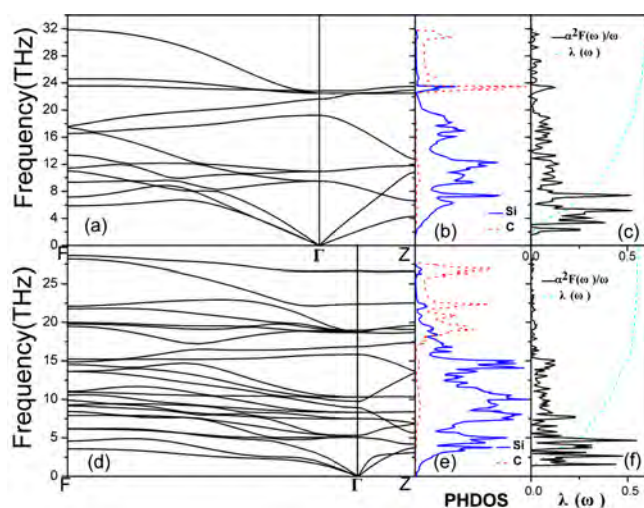 Frequency(THz)
32
28
24
20
16
12
8
4
0
(a)
F
Γ
Z
(b)
Si
C
α²F(ω)/ω
λ (ω)
(c)
0.0
0.5
Frequency(THz)
25
20
15
10
5
0
(d)
F
Γ
Z
(e)
Si
C
PHDOS
α²F(ω)/ω
λ (ω)
(f)
0.0
0.5
λ (ω)